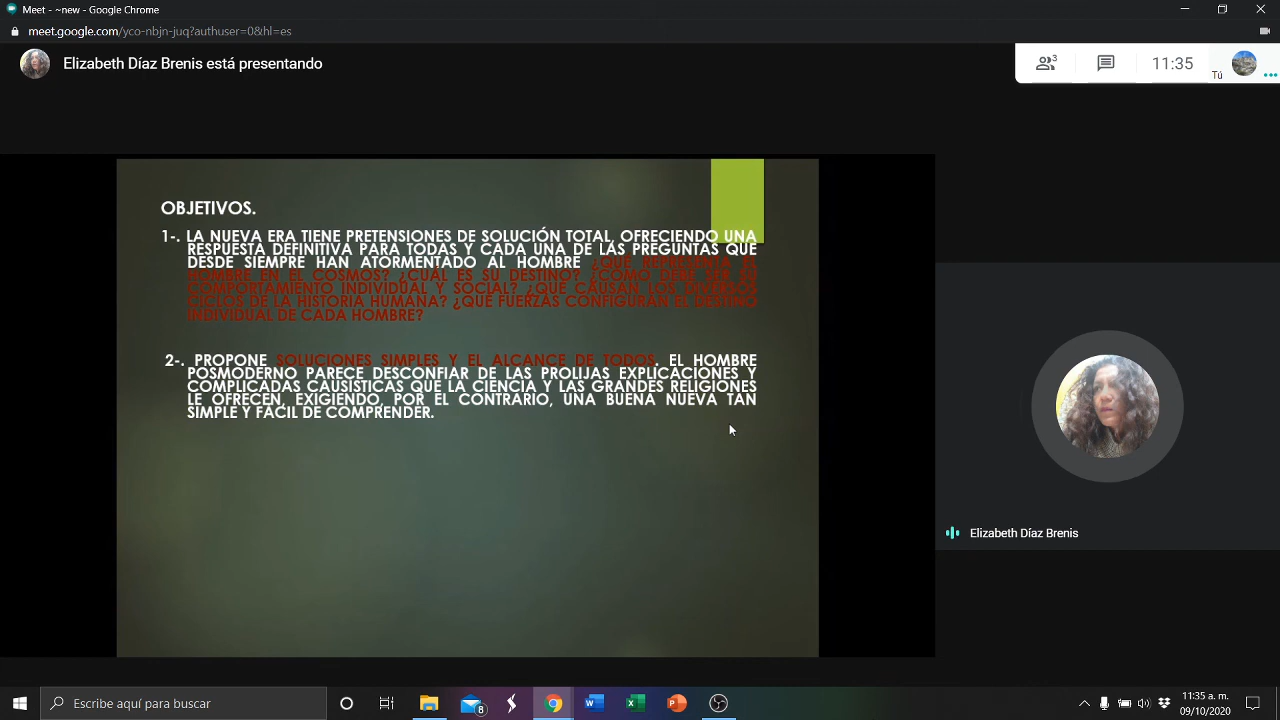 Meet - ~new - Google Chrome
meet.google.com/yco-nbjn-juq?authuser=0&hl=es
Elizabeth Díaz Brenis está presentando
3
11:35
Tú
OBJETIVOS.
1-. LA NUEVA ERA TIENE PRETENSIONES DE SOLUCIÓN TOTAL, OFRECIENDO UNA
RESPUESTA DEFINITIVA PARA TODAS Y CADA UNA DE LAS PREGUNTAS QUE
DESDE SIEMPRE HAN ATORMENTADO AL HOMBRE ¿QUÉ REPRESENTA EL
HOMBRE EN EL COSMOS? ¿CUÁL ES SU DESTINO? ¿CÓMO DEBE SER SU
COMPORTAMIENTO INDIVIDUAL Y SOCIAL? ¿QUÉ CAUSAN LOS DIVERSOS
CICLOS DE LA HISTORIA HUMANA? ¿QUÉ FUERZAS CONFIGURAN EL DESTINO
INDIVIDUAL DE CADA HOMBRE?
2-. PROPONE SOLUCIONES SIMPLES Y EL ALCANCE DE TODOS. EL HOMBRE
POSMODERNO PARECE DESCONFIAR DE LAS PROLIJAS EXPLICACIONES Y
COMPLICADAS CAUSÍSTICAS QUE LA CIENCIA Y LAS GRANDES RELIGIONES
LE OFRECEN, EXIGIENDO, POR EL CONTRARIO, UNA BUENA NUEVA TAN
SIMPLE Y FÁCIL DE COMPRENDER.
Elizabeth Díaz Brenis
Escribe aquí para buscar
8
11:35 a. m.
09/10/2020